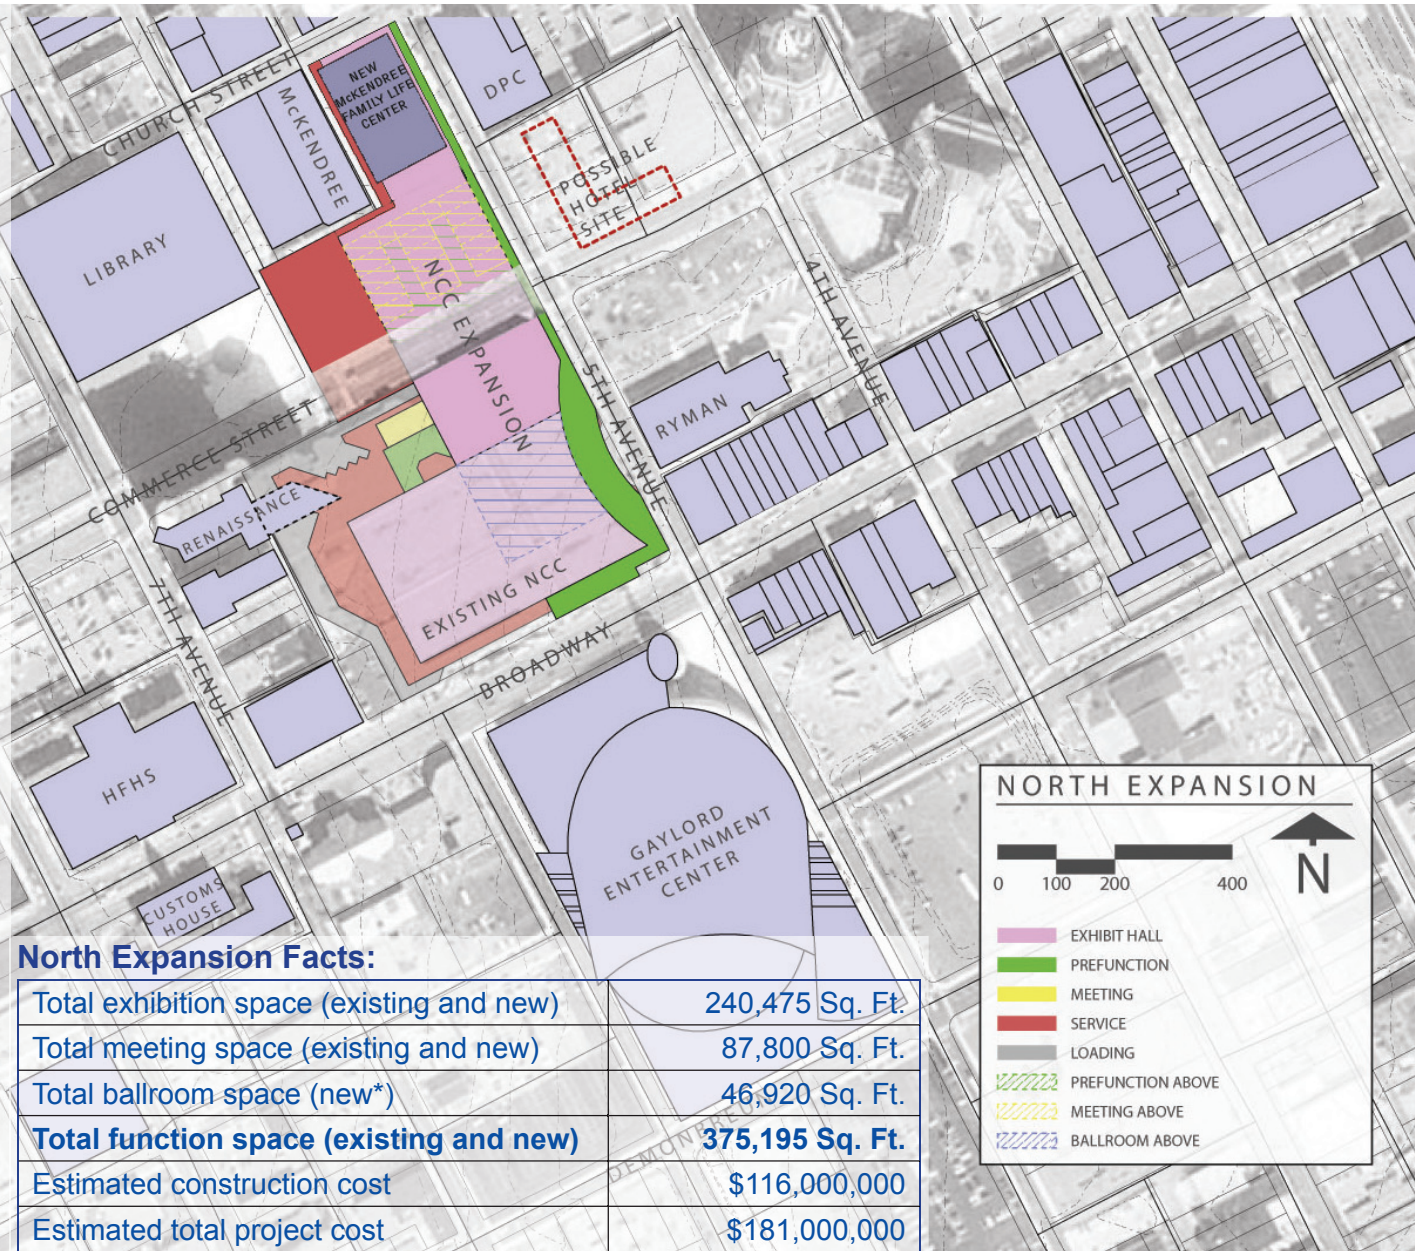 CHURCH STREET
McKENDREE
NEW
McKENDREE
FAMILY LIFE
CENTER
DPC
POSSIBLE
HOTEL
SITE
LIBRARY
NCC EXPANSION
4TH AVENUE
5TH AVENUE
RYMAN
COMMERCE STREET
RENAISSANCE
EXISTING NCC
7TH AVENUE
BROADWAY
HFHS
GAYLORD
ENTERTAINMENT
CENTER
CUSTOMS
HOUSE
DEMONBREUN
NORTH EXPANSION
0 100 200 400
N
EXHIBIT HALL
PREFUNCTION
MEETING
SERVICE
LOADING
PREFUNCTION ABOVE
MEETING ABOVE
BALLROOM ABOVE
North Expansion Facts:
Total exhibition space (existing and new) 240,475 Sq. Ft.
Total meeting space (existing and new) 87,800 Sq. Ft.
Total ballroom space (new*) 46,920 Sq. Ft.
Total function space (existing and new) 375,195 Sq. Ft.
Estimated construction cost $116,000,000
Estimated total project cost $181,000,000